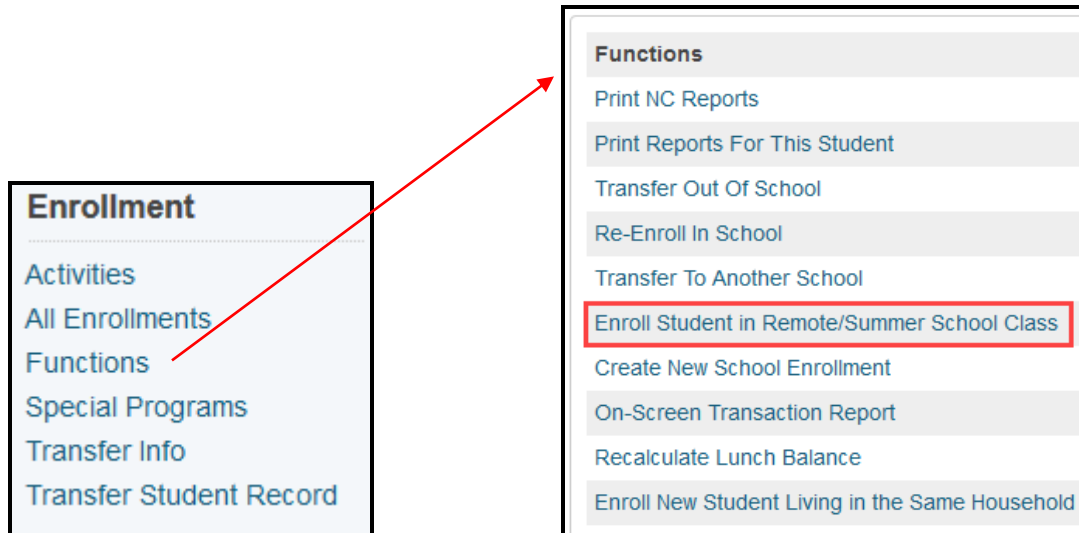 Enrollment
Activities
All Enrollments
Functions
Special Programs
Transfer Info
Transfer Student Record
Functions
Print NC Reports
Print Reports For This Student
Transfer Out Of School
Re-Enroll In School
Transfer To Another School
Enroll Student in Remote/Summer School Class
Create New School Enrollment
On-Screen Transaction Report
Recalculate Lunch Balance
Enroll New Student Living in the Same Household